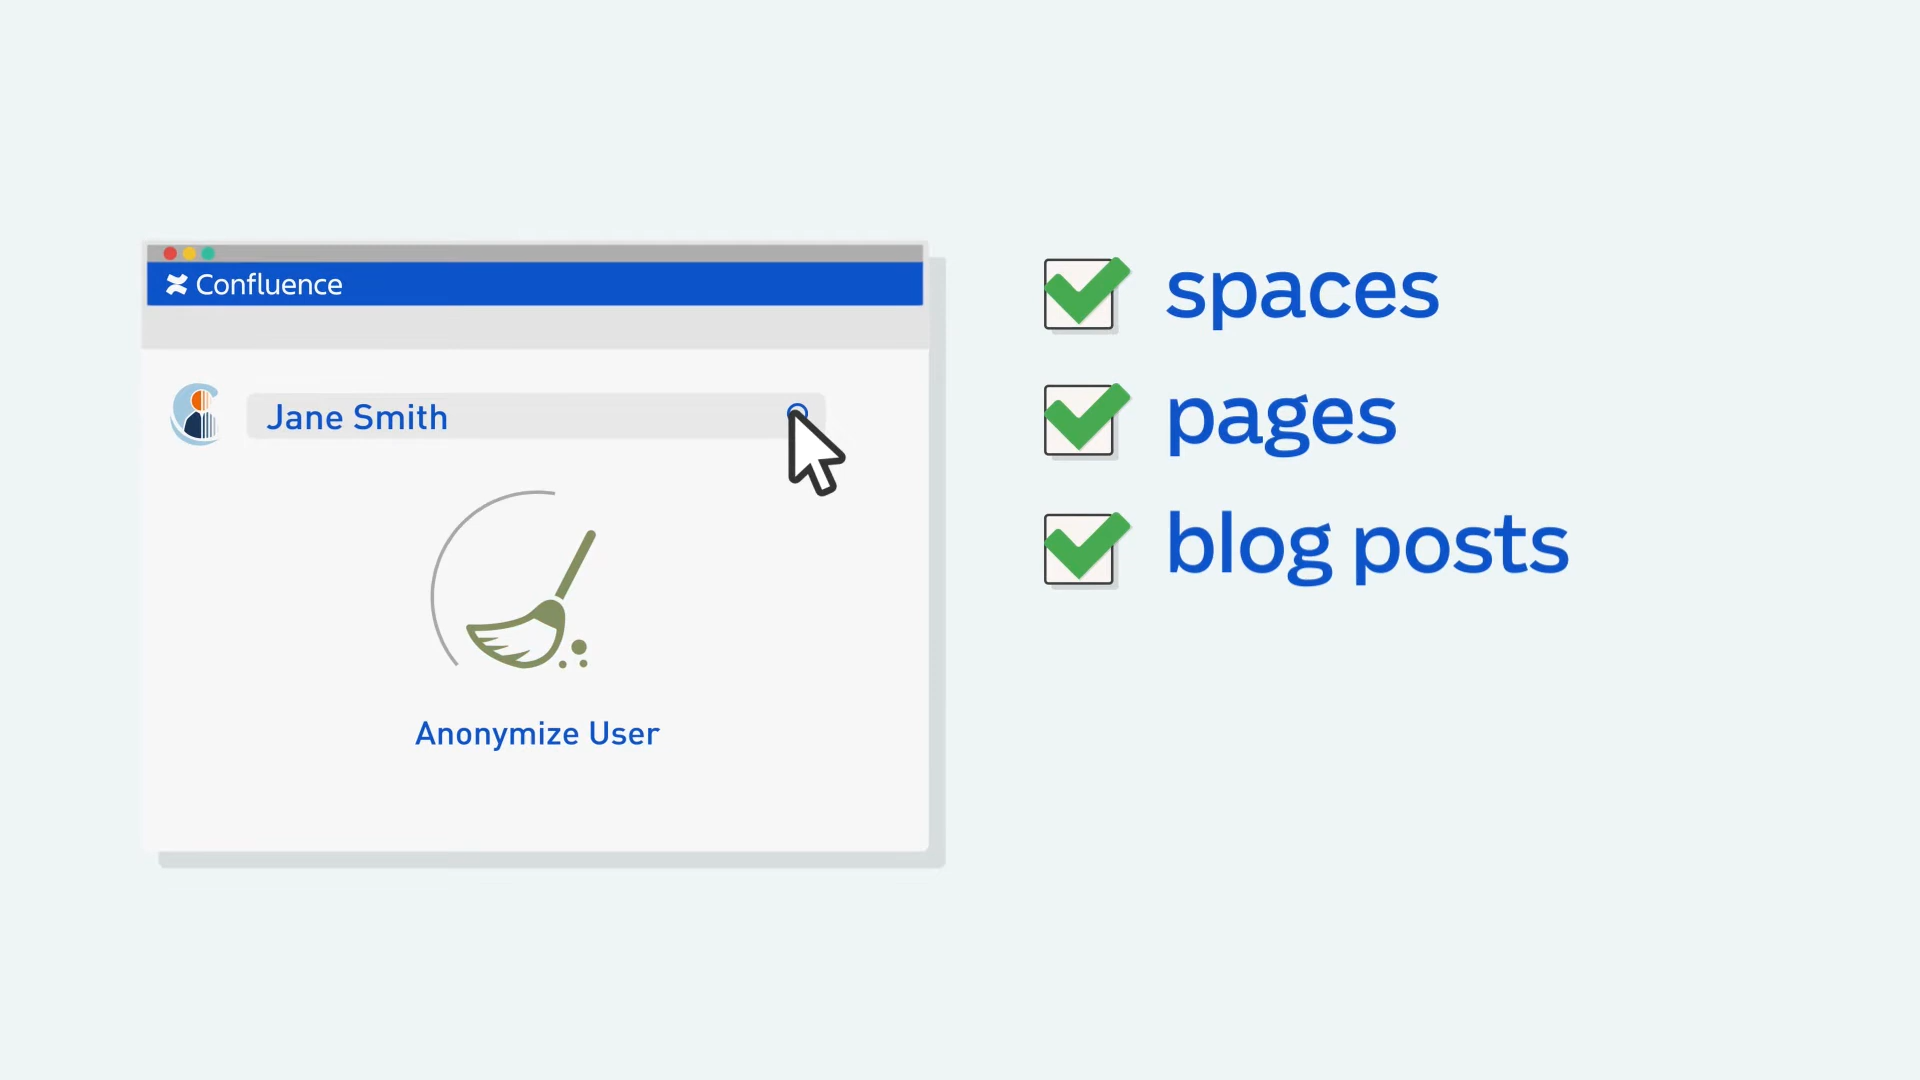 Confluence
Jane Smith
Anonymize User
spaces
pages
blog posts